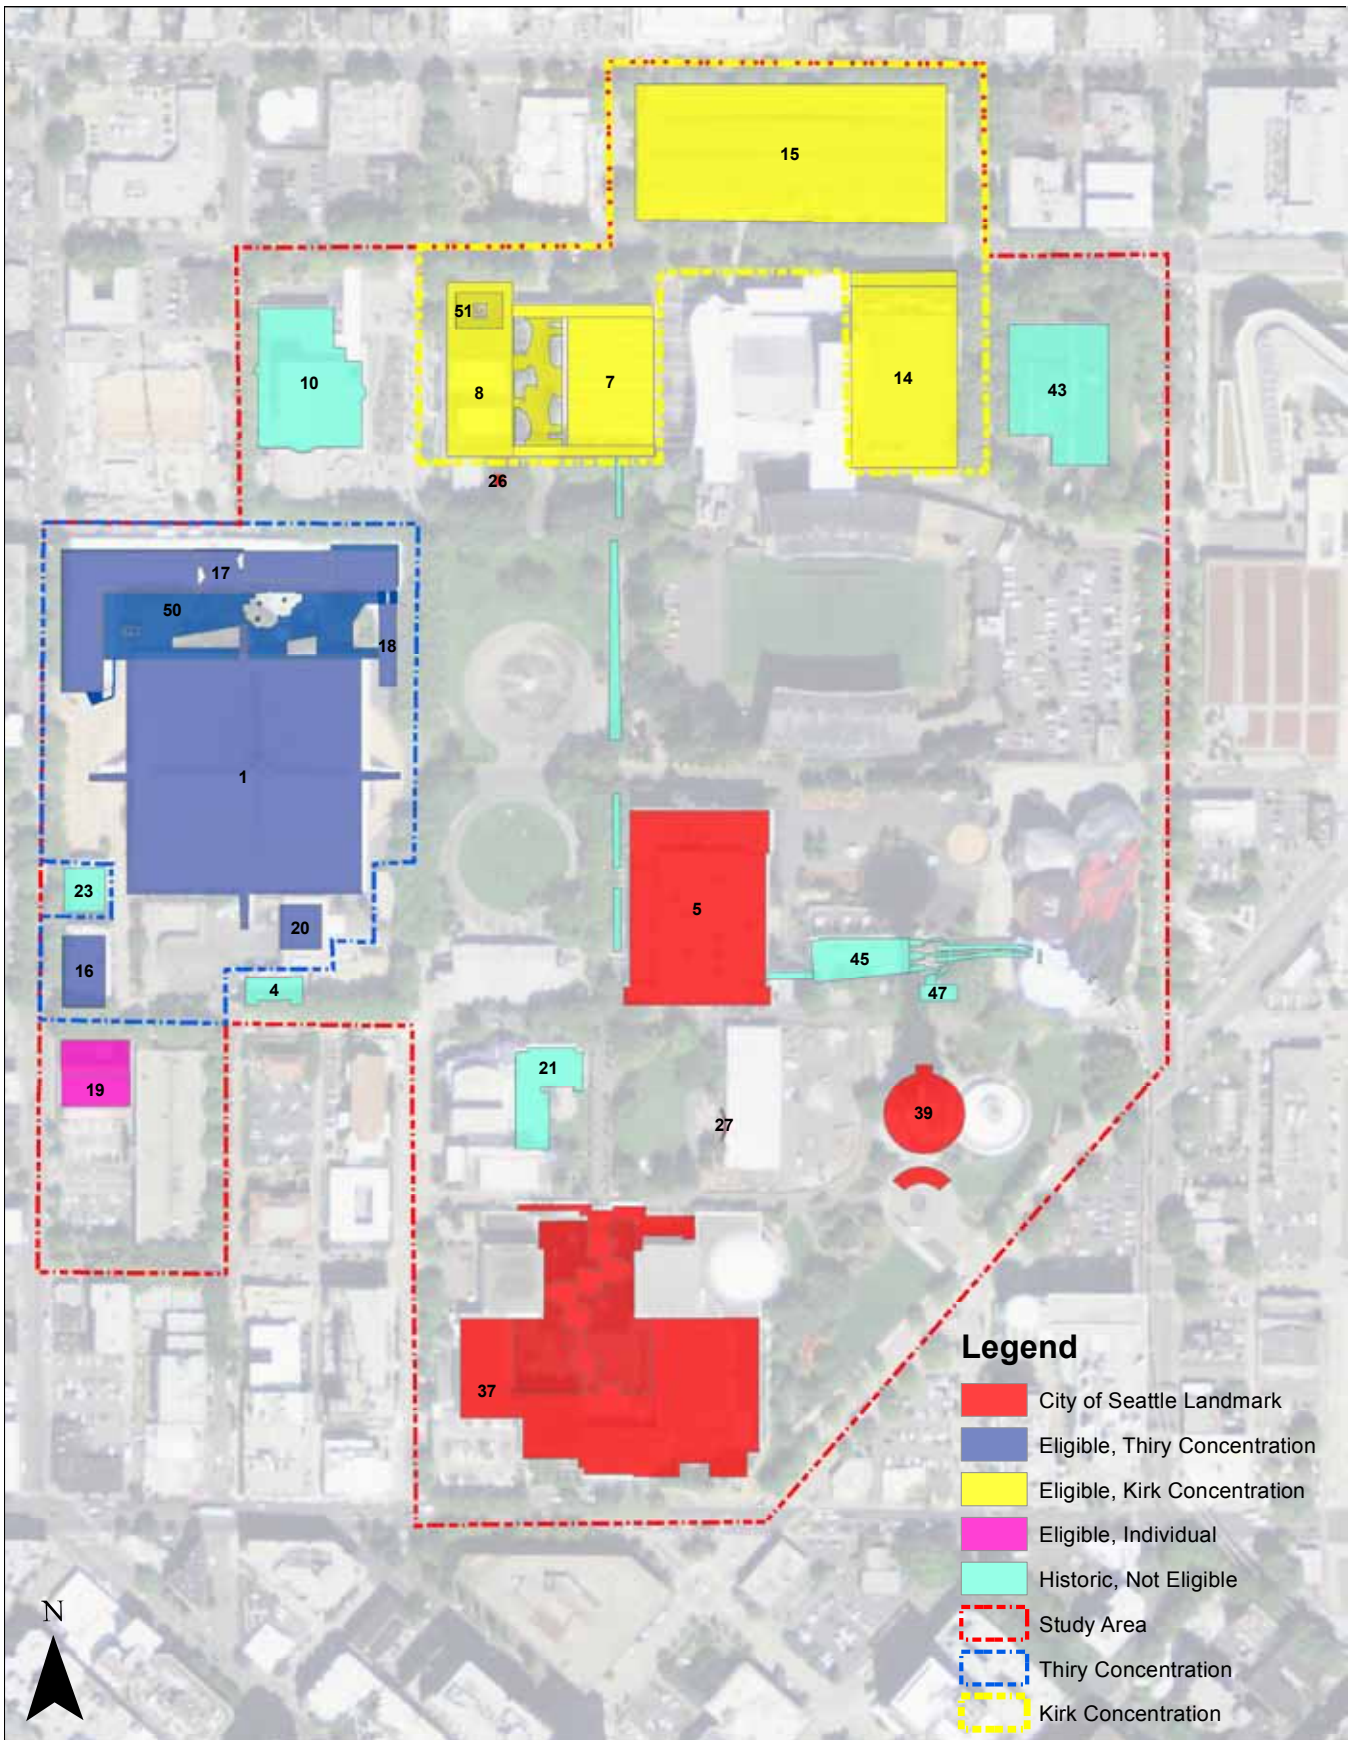 15
51
10
8
7
14
43
26
17
50
18
1
23
20
5
16
45
4
47
21
19
27
39
37
Legend
City of Seattle Landmark
Eligible, Thiry Concentration
Eligible, Kirk Concentration
Eligible, Individual
Historic, Not Eligible
Study Area
Thiry Concentration
Kirk Concentration
N